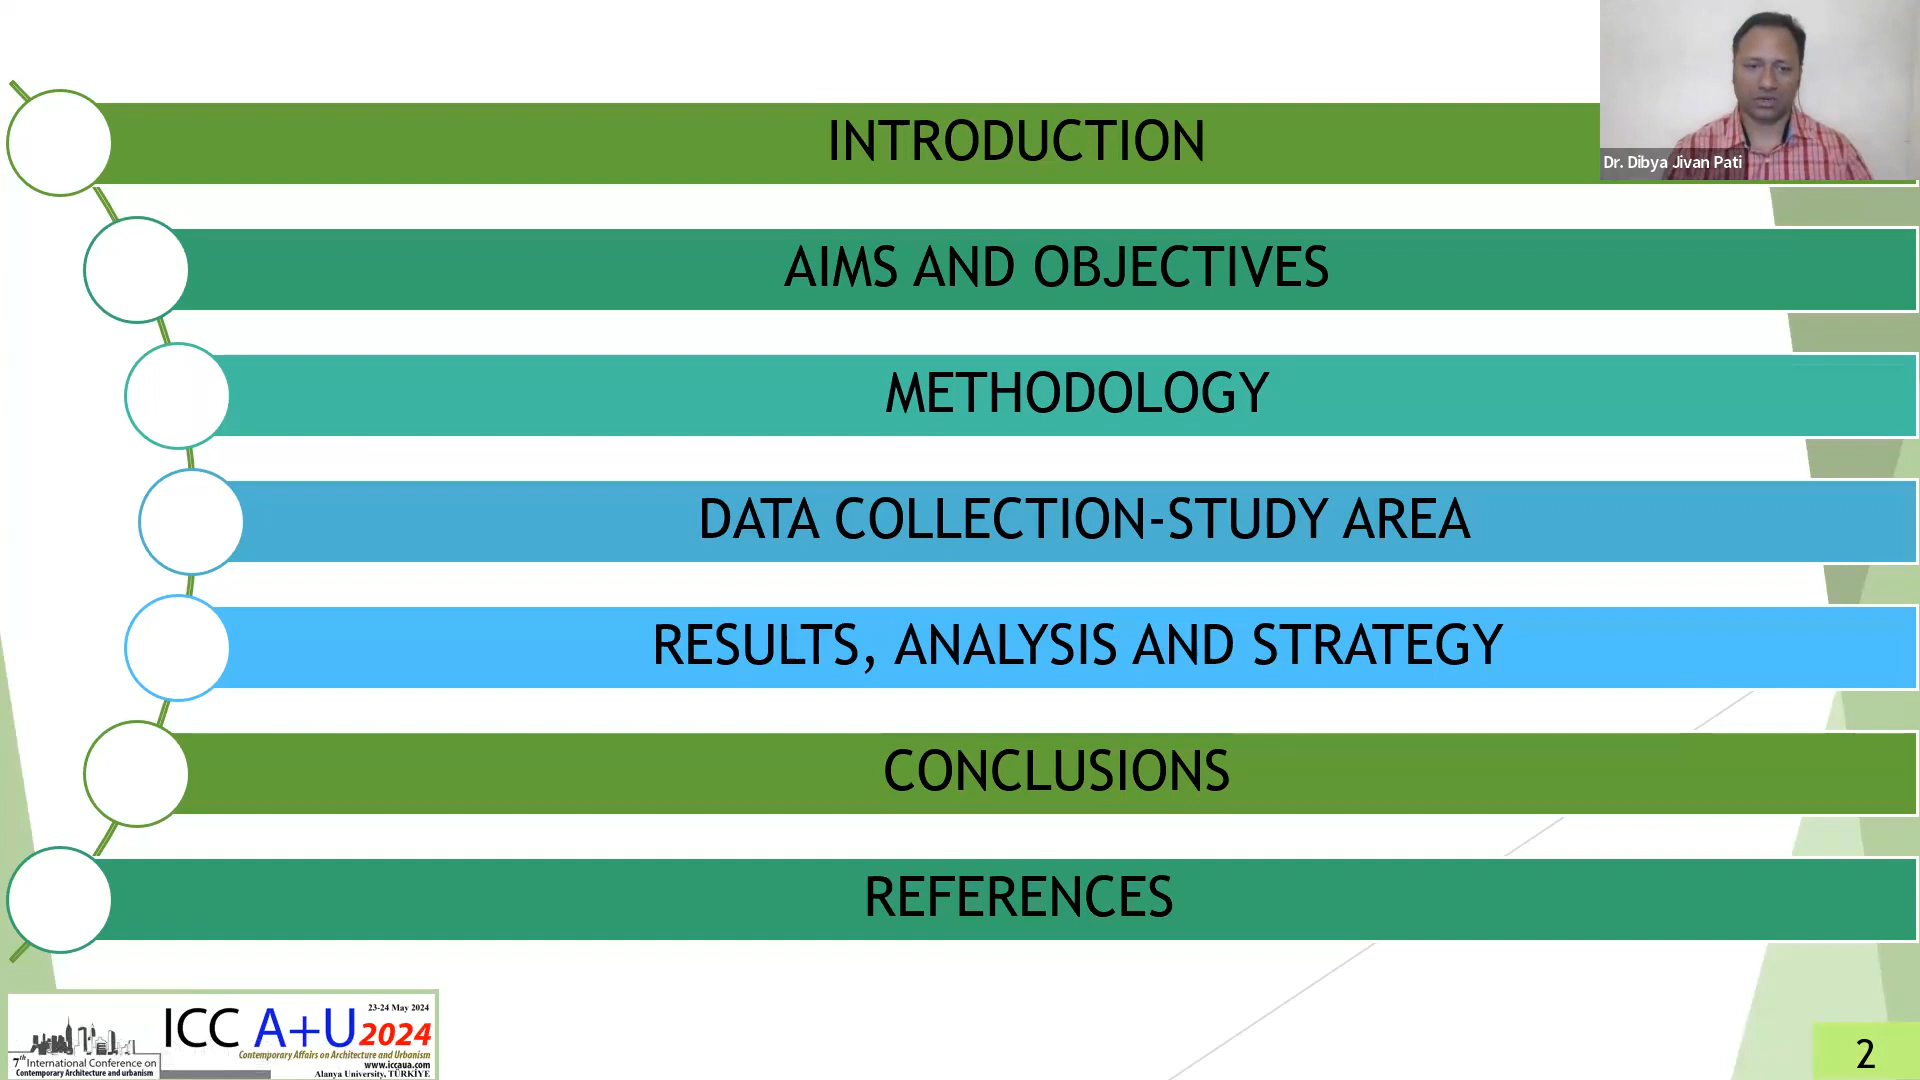 INTRODUCTION
Dr. Dibya Jivan Pati
AIMS AND OBJECTIVES
METHODOLOGY
DATA COLLECTION-STUDY AREA
RESULTS, ANALYSIS AND STRATEGY
CONCLUSIONS
REFERENCES
23-24 May 2024
ICC A+U 2024
Contemporary Affairs on Architecture and Urbanism
7th International Conference on
www.iccaua.com
Contemporary Architecture and urbanism
Alanya University, TÜRKİYE
2